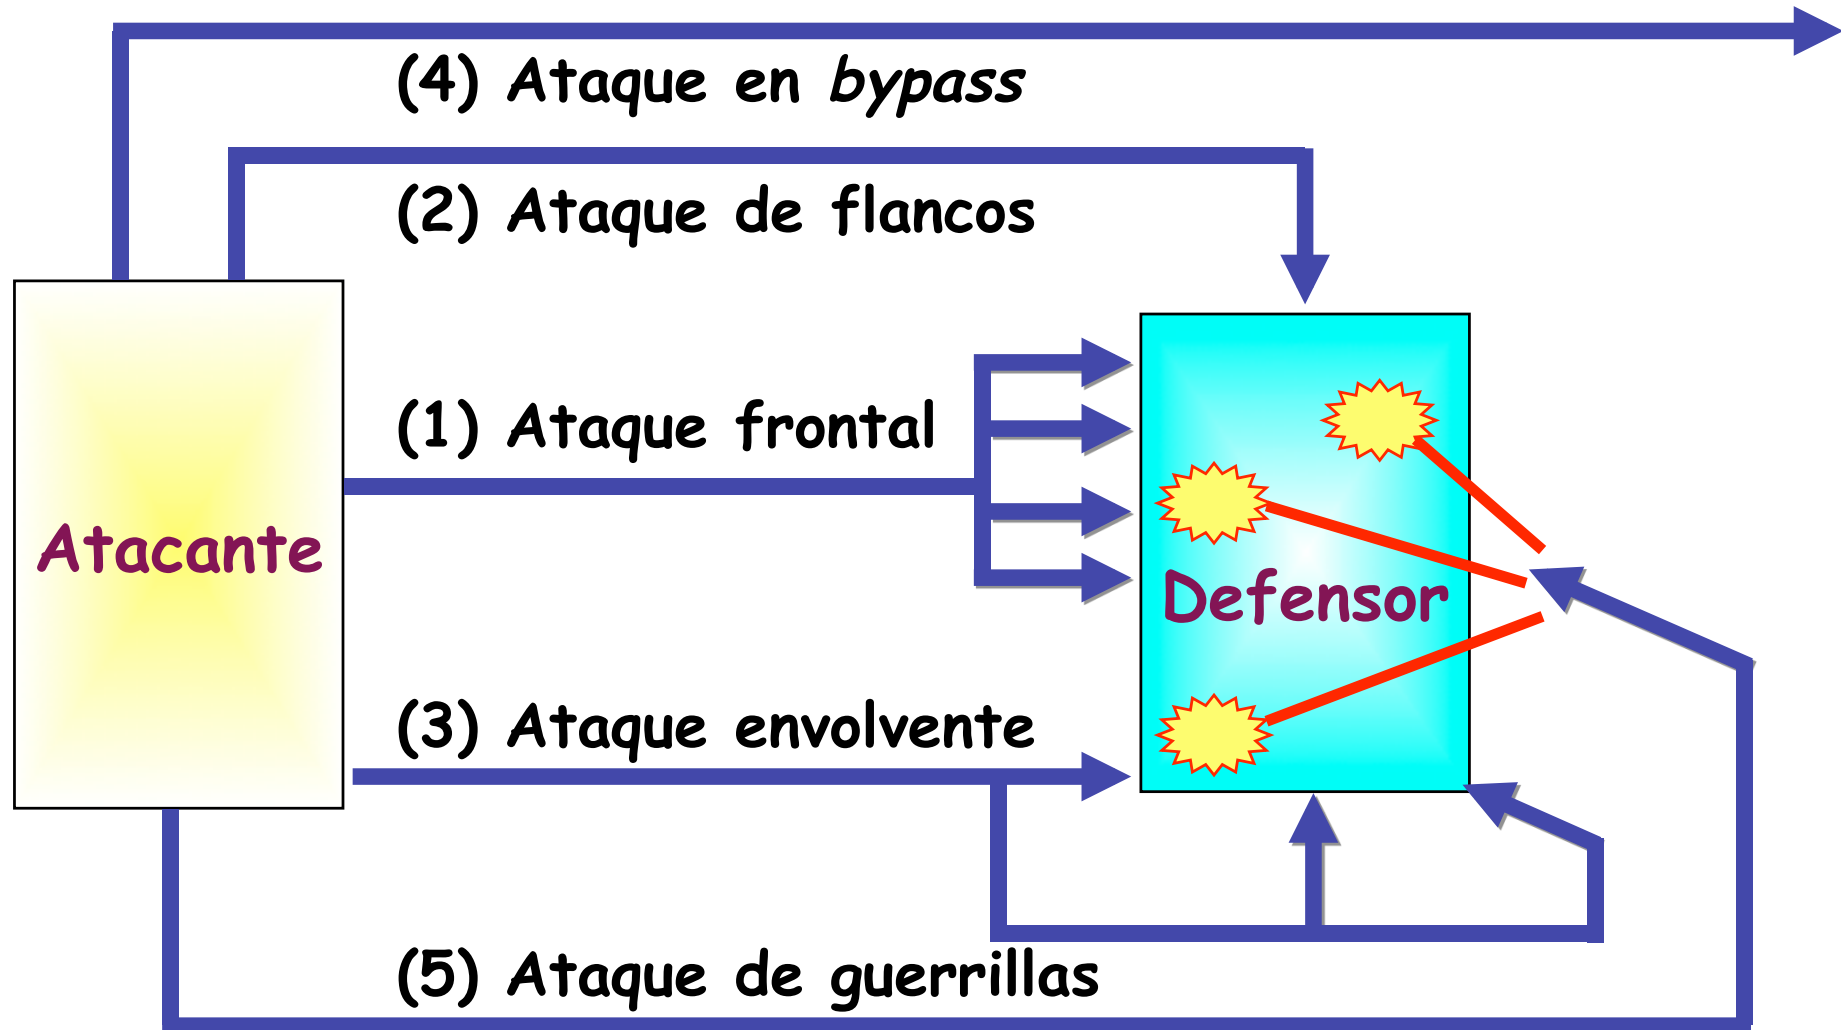 (4) Ataque en bypass
(2) Ataque de flancos
(1) Ataque frontal
Atacante
Defensor
(3) Ataque envolvente
(5) Ataque de guerrillas